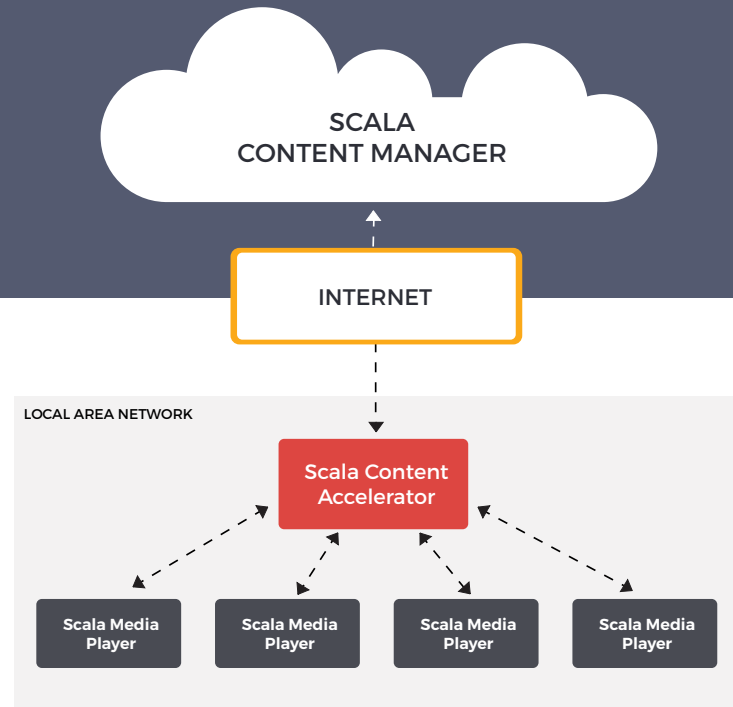 SCALA
CONTENT MANAGER
INTERNET
LOCAL AREA NETWORK
Scala Content
Accelerator
Scala Media
Player
Scala Media
Player
Scala Media
Player
Scala Media
Player